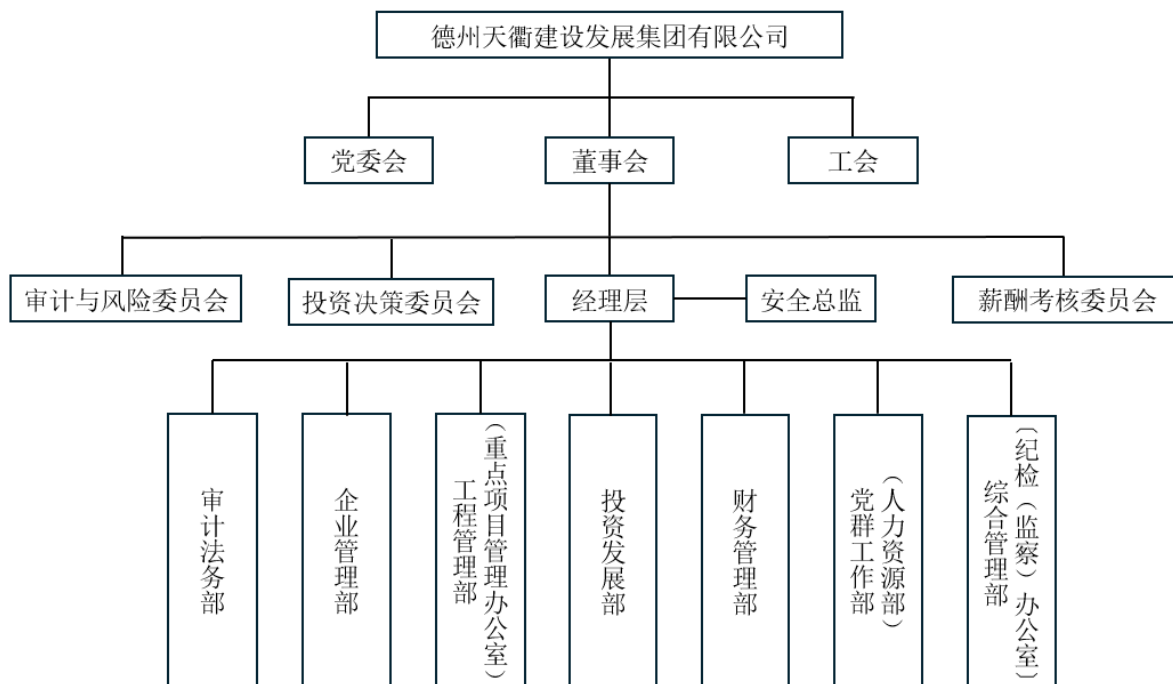 德州天衢建设发展集团有限公司
党委会
董事会
工会
审计与风险委员会
投资决策委员会
经理层
安全总监
薪酬考核委员会
审计法务部
企业管理部
工程管理部
（重点项目管理办公室）
投资发展部
财务管理部
党群工作部
（人力资源部）
综合管理部
〔纪检（监察）办公室〕